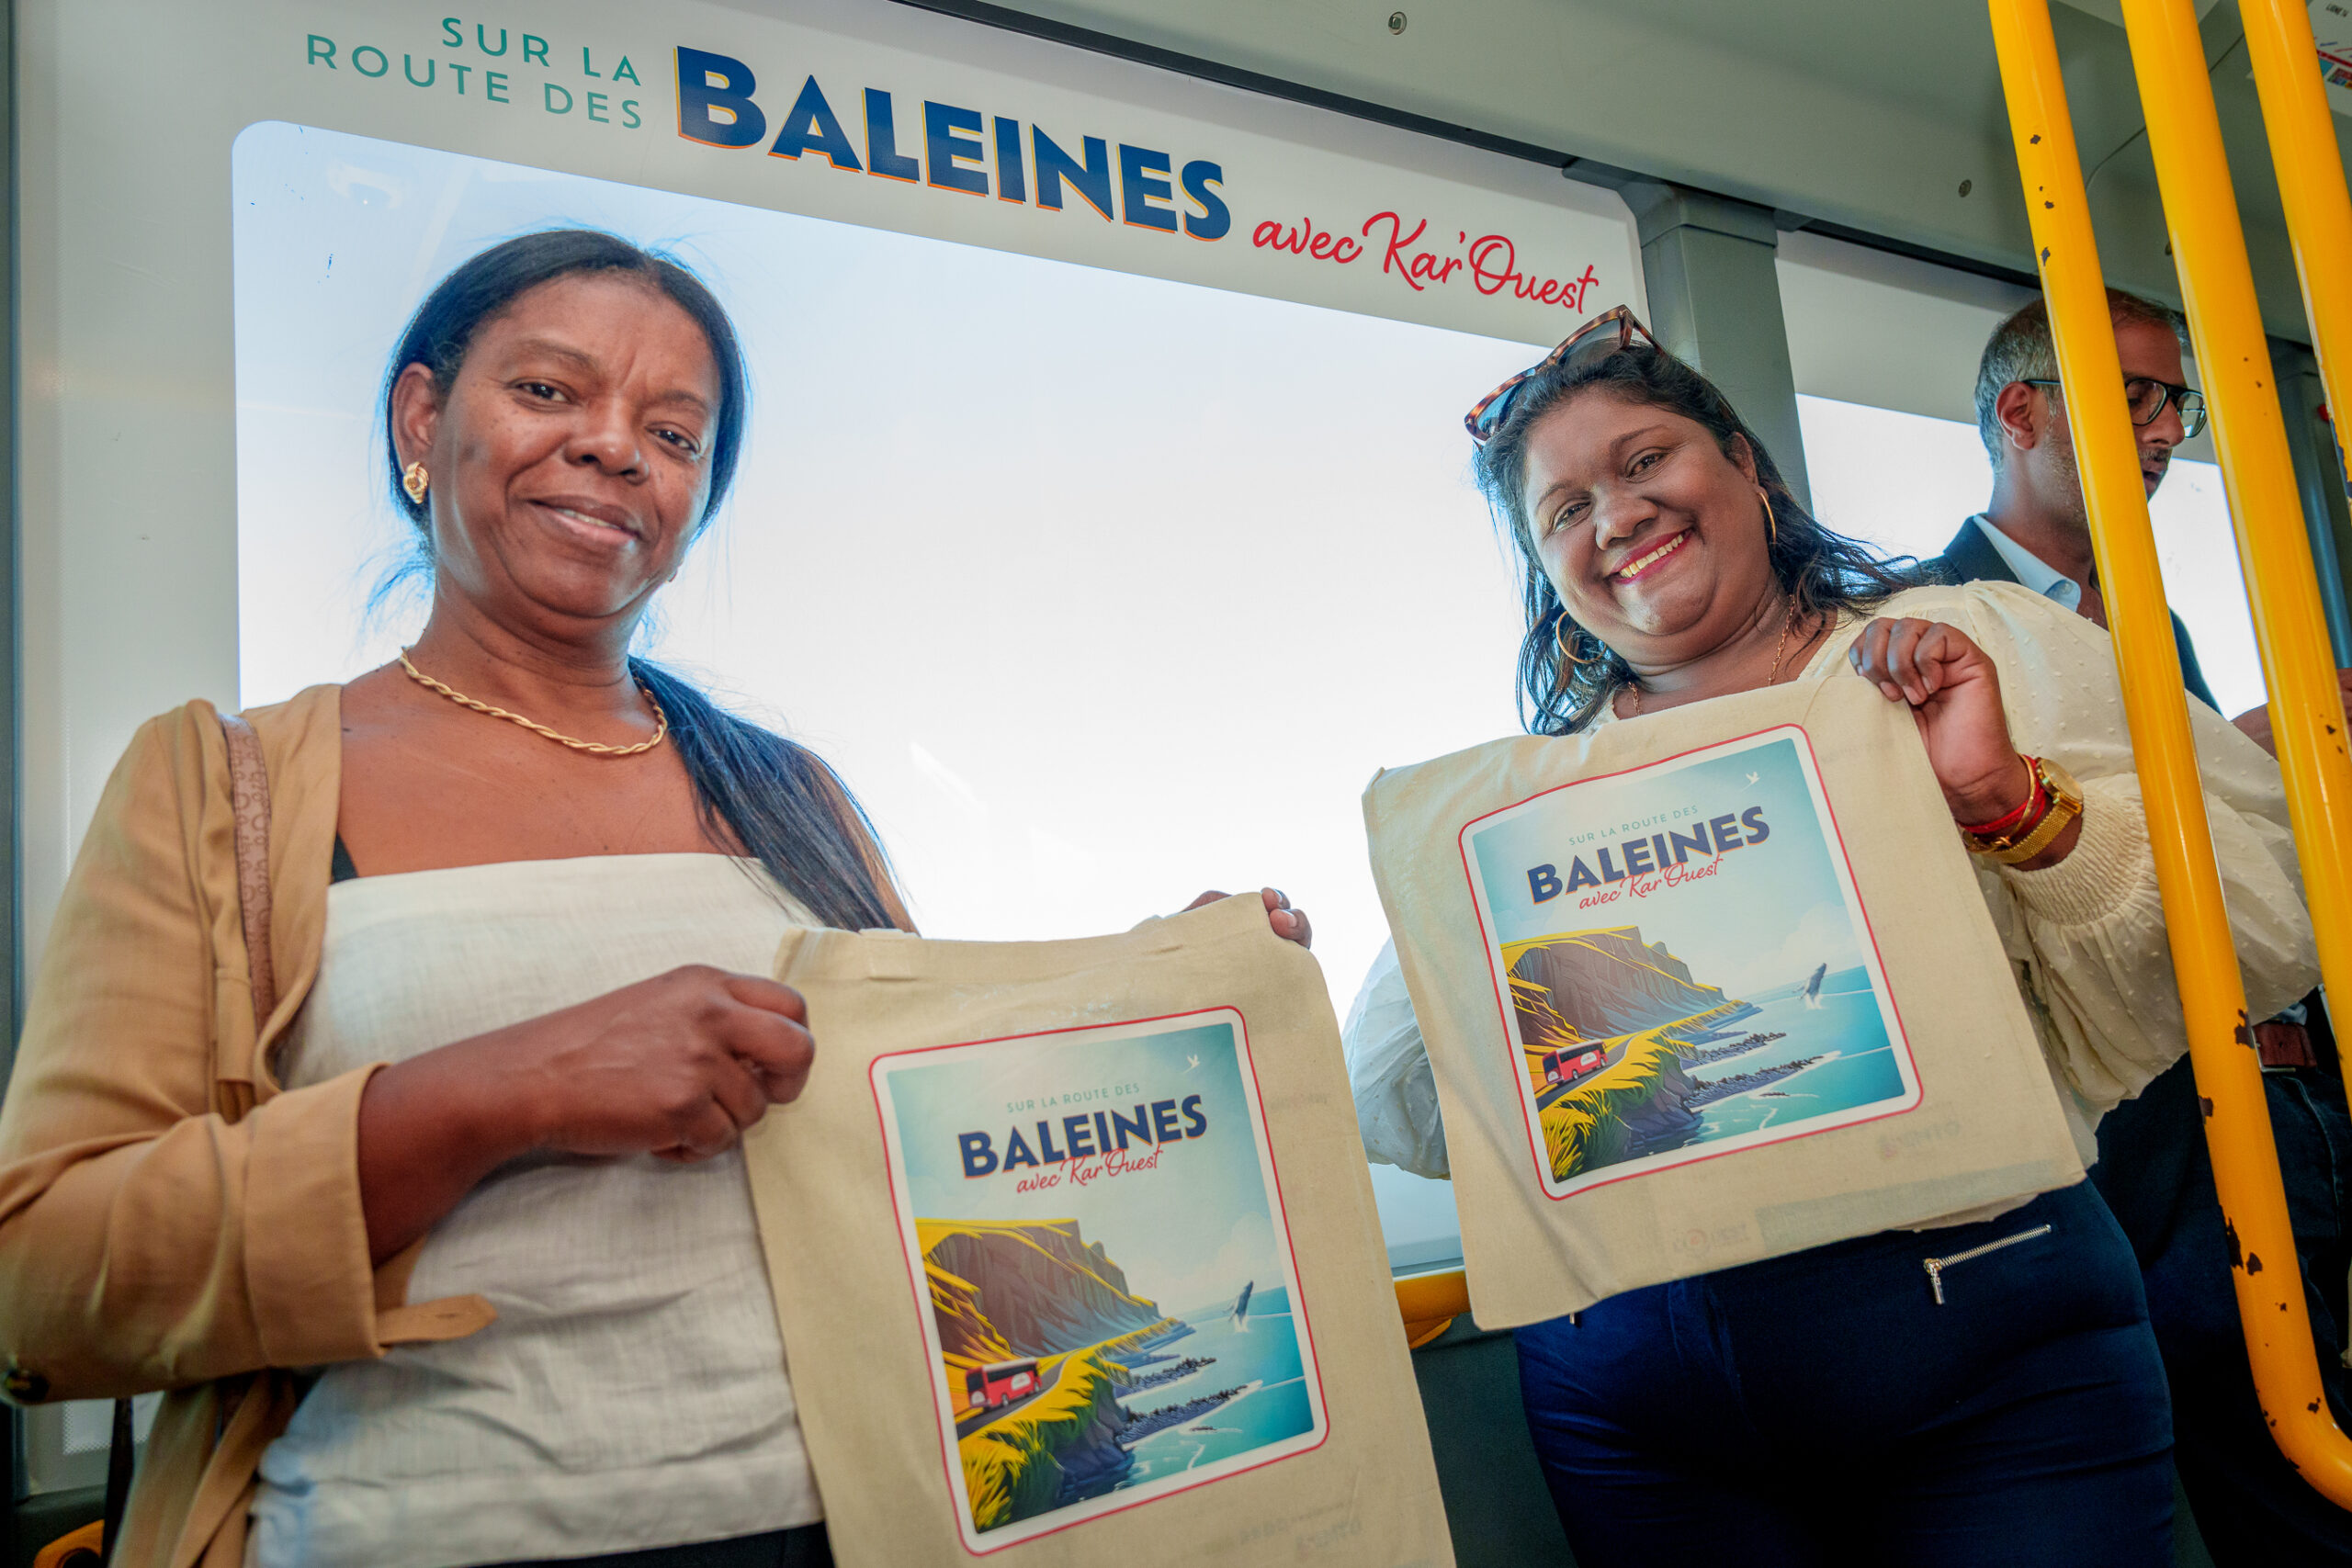 SUR LA
ROUTE DES
BALEINES
avec Kar'Ouest
SUR LA ROUTE DES
BALEINES
avec Kar'Ouest
SUR LA ROUTE DES
BALEINES
avec Kar'Ouest